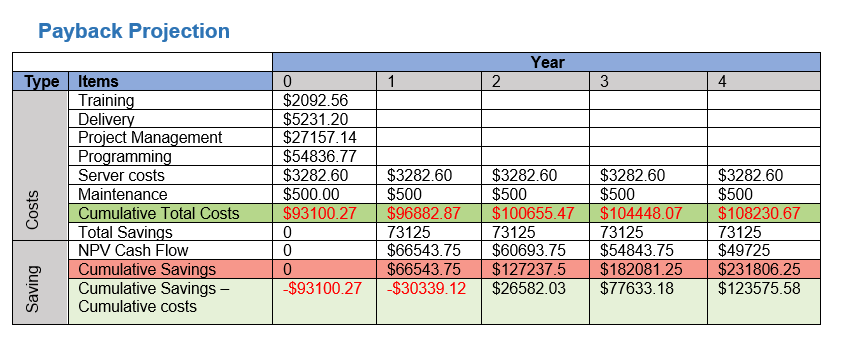 Payback Projection
Year
Type Items 0 1 2 3 4
Training $2092.56
Delivery $5231.20
Project Management $27157.14
Programming $54836.77
Server costs $3282.60 $3282.60 $3282.60 $3282.60 $3282.60
Maintenance $500.00 $500 $500 $500 $500
Costs
Cumulative Total Costs $93100.27 $96882.87 $100655.47 $104448.07 $108230.67
Total Savings 0 73125 73125 73125 73125
NPV Cash Flow 0 $66543.75 $60693.75 $54843.75 $49725
Cumulative Savings 0 $66543.75 $127237.5 $182081.25 $231806.25
Saving
Cumulative Savings – -$93100.27 -$30339.12 $26582.03 $77633.18 $123575.58
Cumulative costs